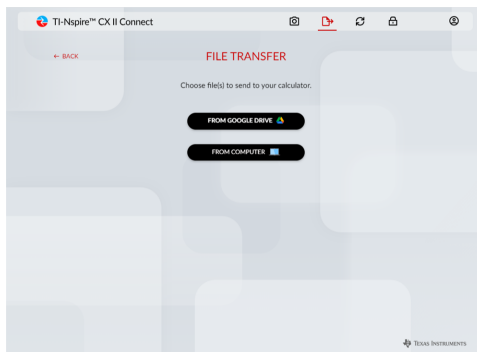 TI-Nspire™ CX II Connect
← BACK
FILE TRANSFER
Choose file(s) to send to your calculator.
FROM GOOGLE DRIVE
FROM COMPUTER
TEXAS INSTRUMENTS